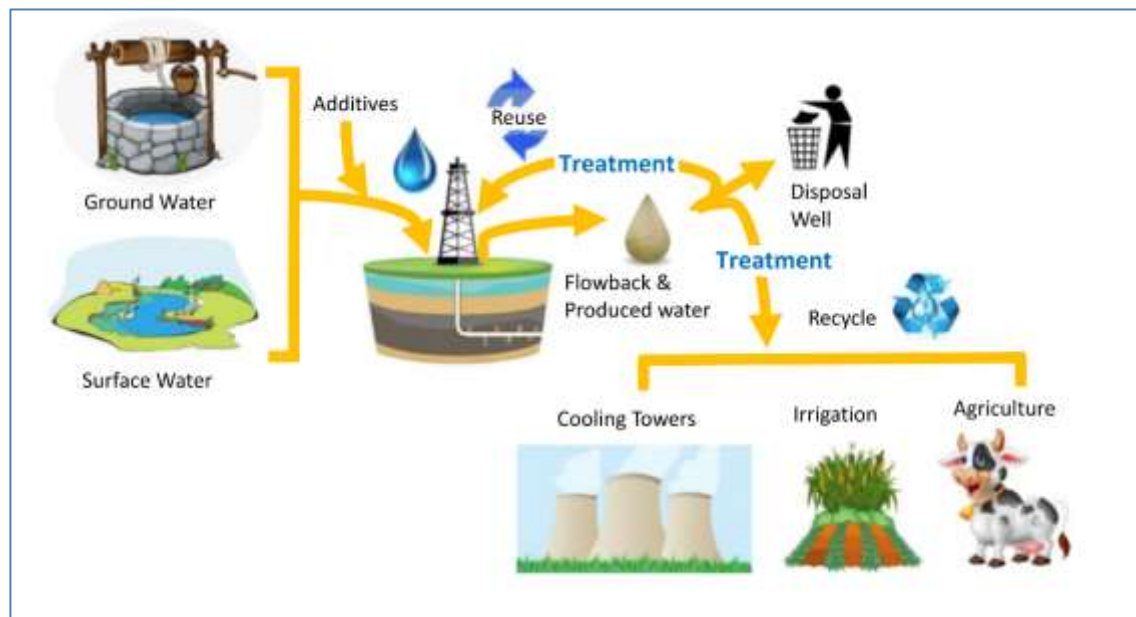 Ground Water
Surface Water
Additives
Reuse
Treatment
Flowback &
Produced water
Disposal
Well
Treatment
Recycle
Cooling Towers
Irrigation
Agriculture